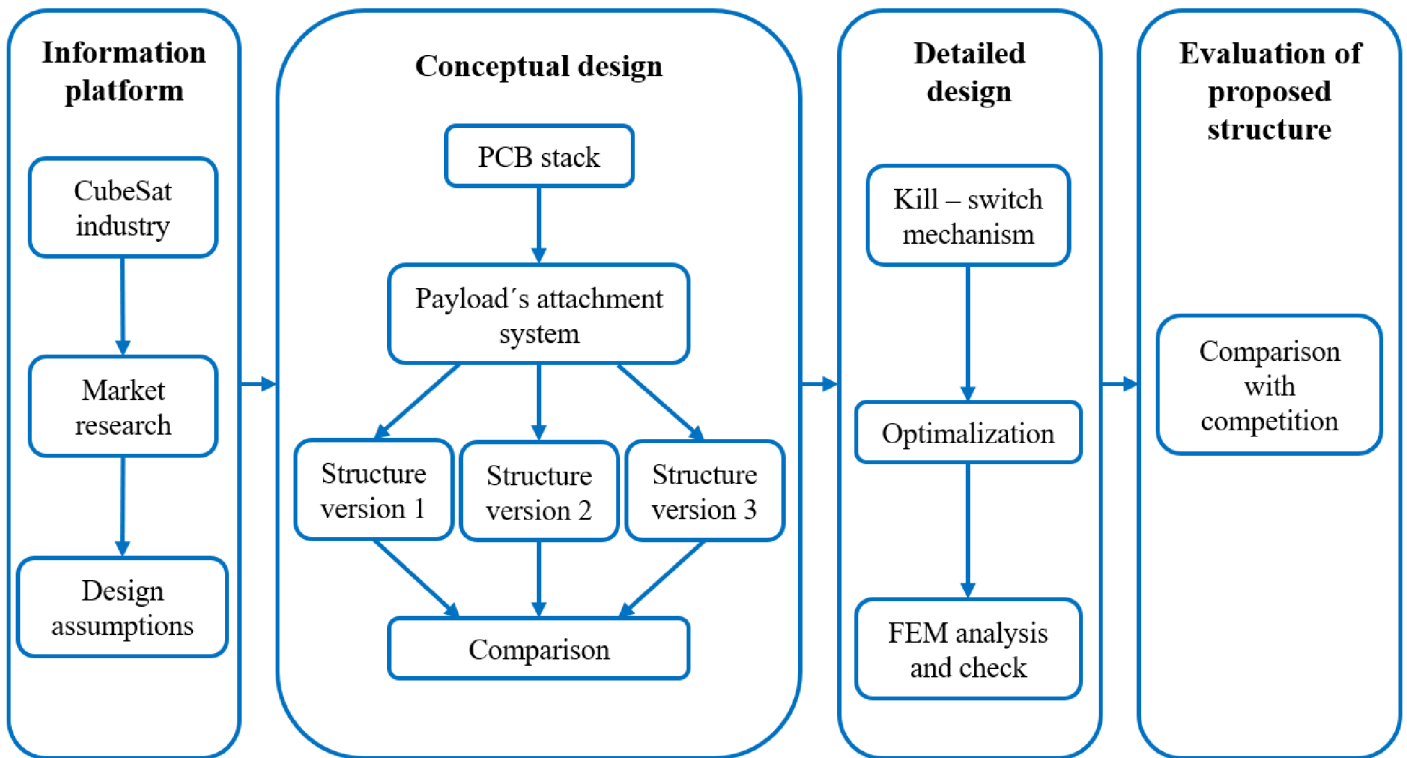 Information
platform
CubeSat
industry
Market
research
Design
assumptions
Conceptual design
PCB stack
Payload´s attachment
system
Structure
version 1
Structure
version 2
Structure
version 3
Comparison
Detailed
design
Kill – switch
mechanism
Optimalization
FEM analysis
and check
Evaluation of
proposed
structure
Comparison
with
competition